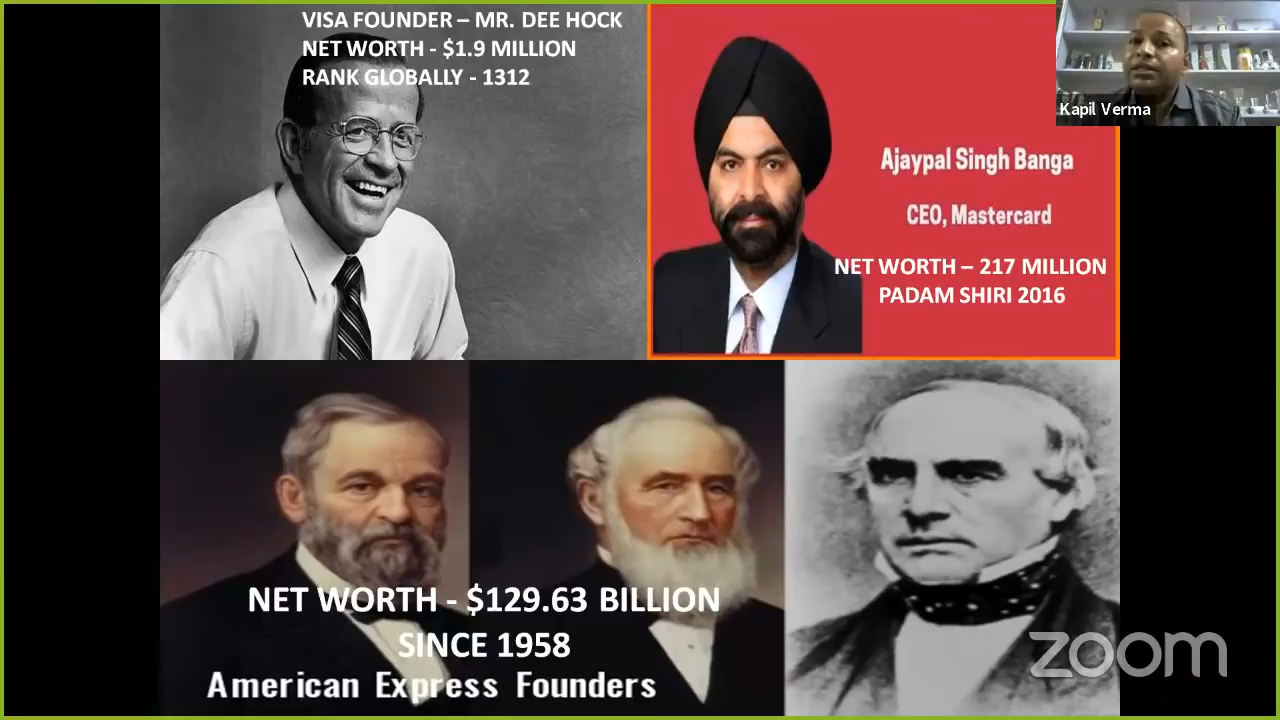 VISA FOUNDER – MR. DEE HOCK
NET WORTH - $1.9 MILLION
RANK GLOBALLY - 1312
Kapil Verma
Ajaypal Singh Banga
CEO, Mastercard
NET WORTH – 217 MILLION
PADAM SHIRI 2016
NET WORTH - $129.63 BILLION
SINCE 1958
American Express Founders
zoom